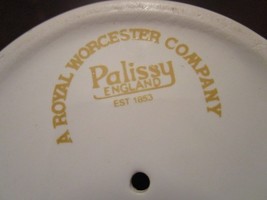 A ROYAL WORCESTER COMPANY
Palissy
ENGLAND
EST 1853